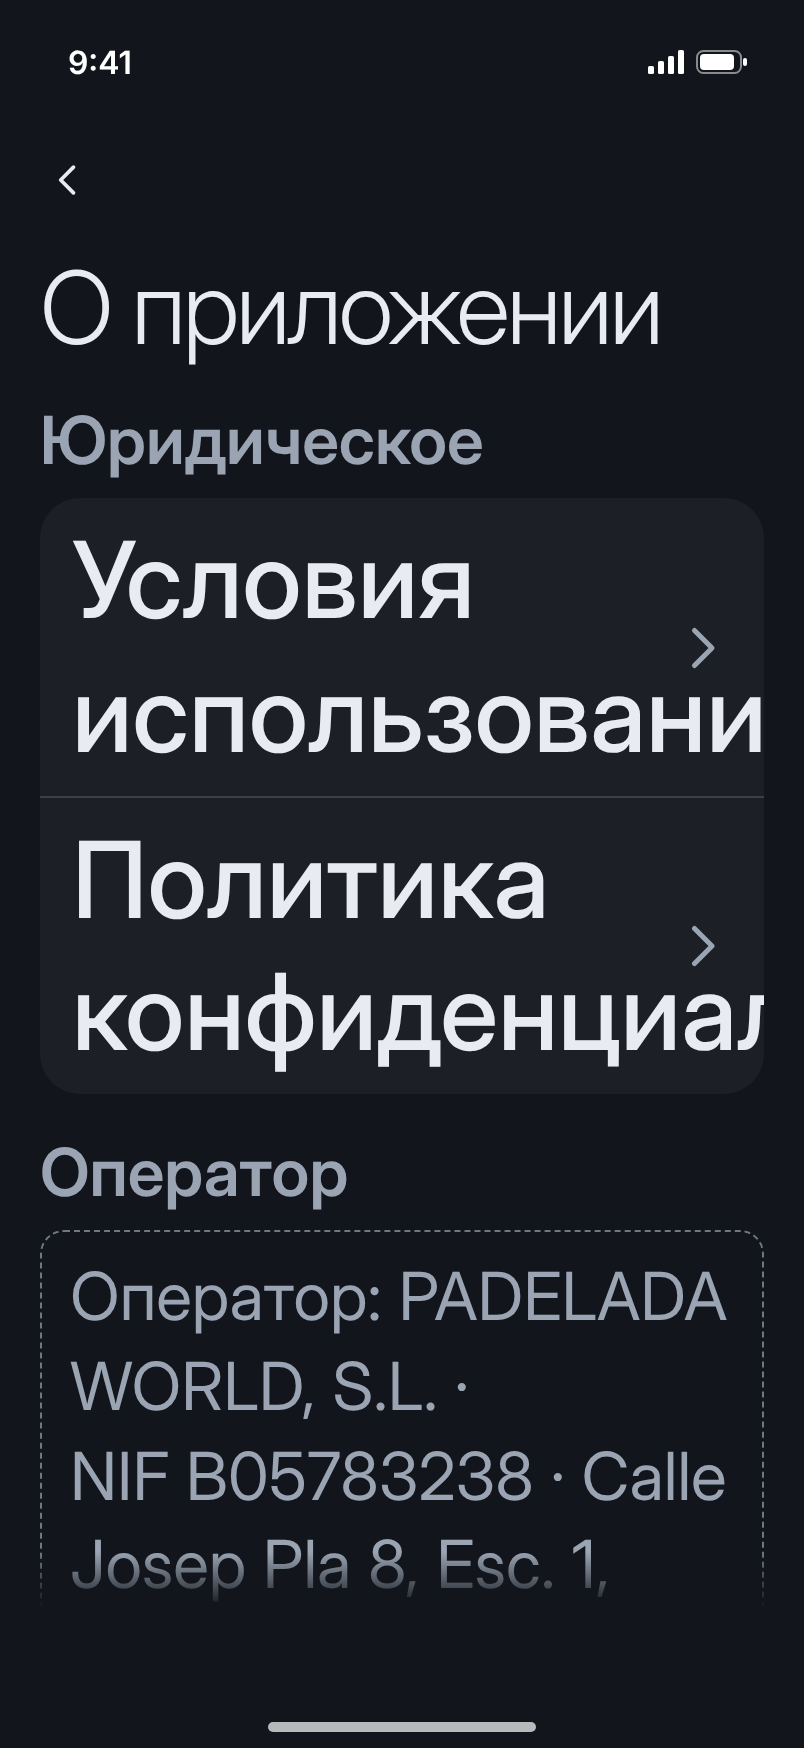 9:41
О приложении
Юридическое
Условия
использовани
Политика
конфиденциал
Оператор
Оператор: PADELADA
WORLD, S.L. ·
NIF B05783238 · Calle
Josep Pla 8, Esc. 1,